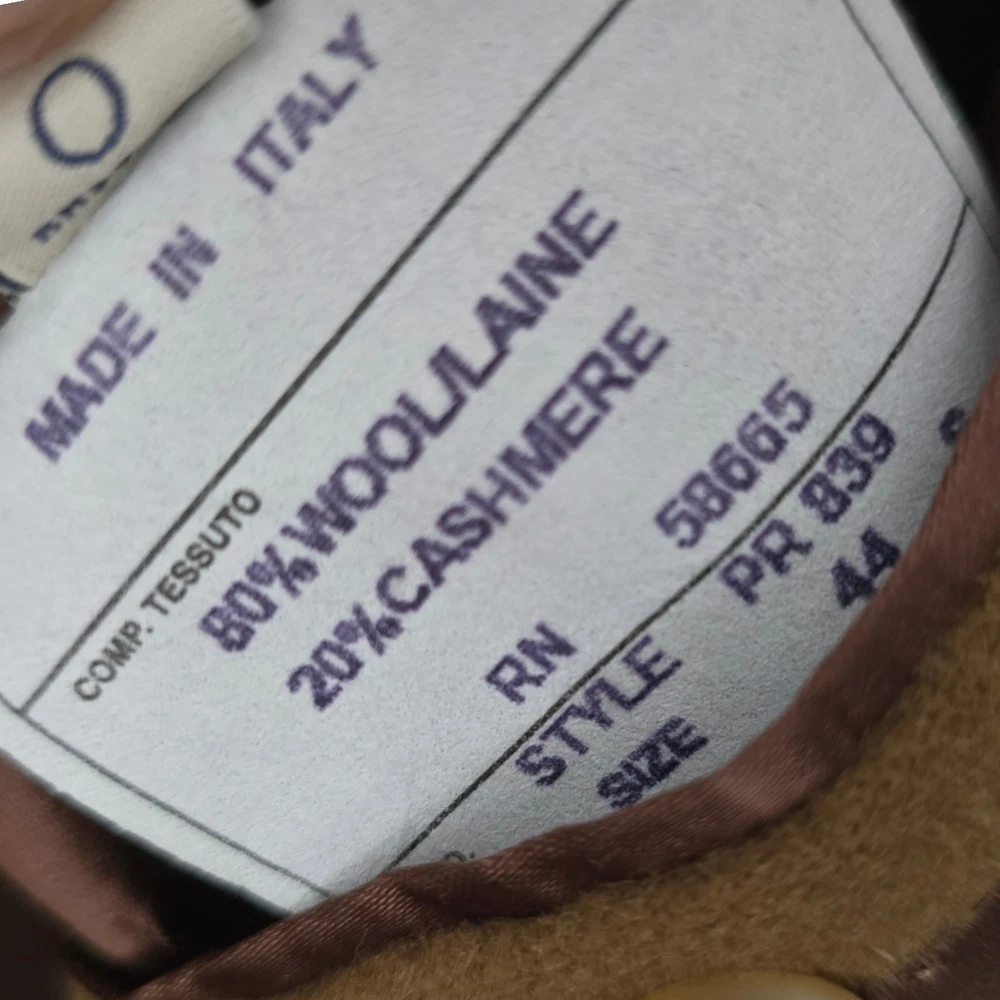 O
MADE IN ITALY
COMP. TESSUTO
80%WOOL/LAINE
20%CASHMERE
RN 58665
STYLE PR 839
SIZE 44